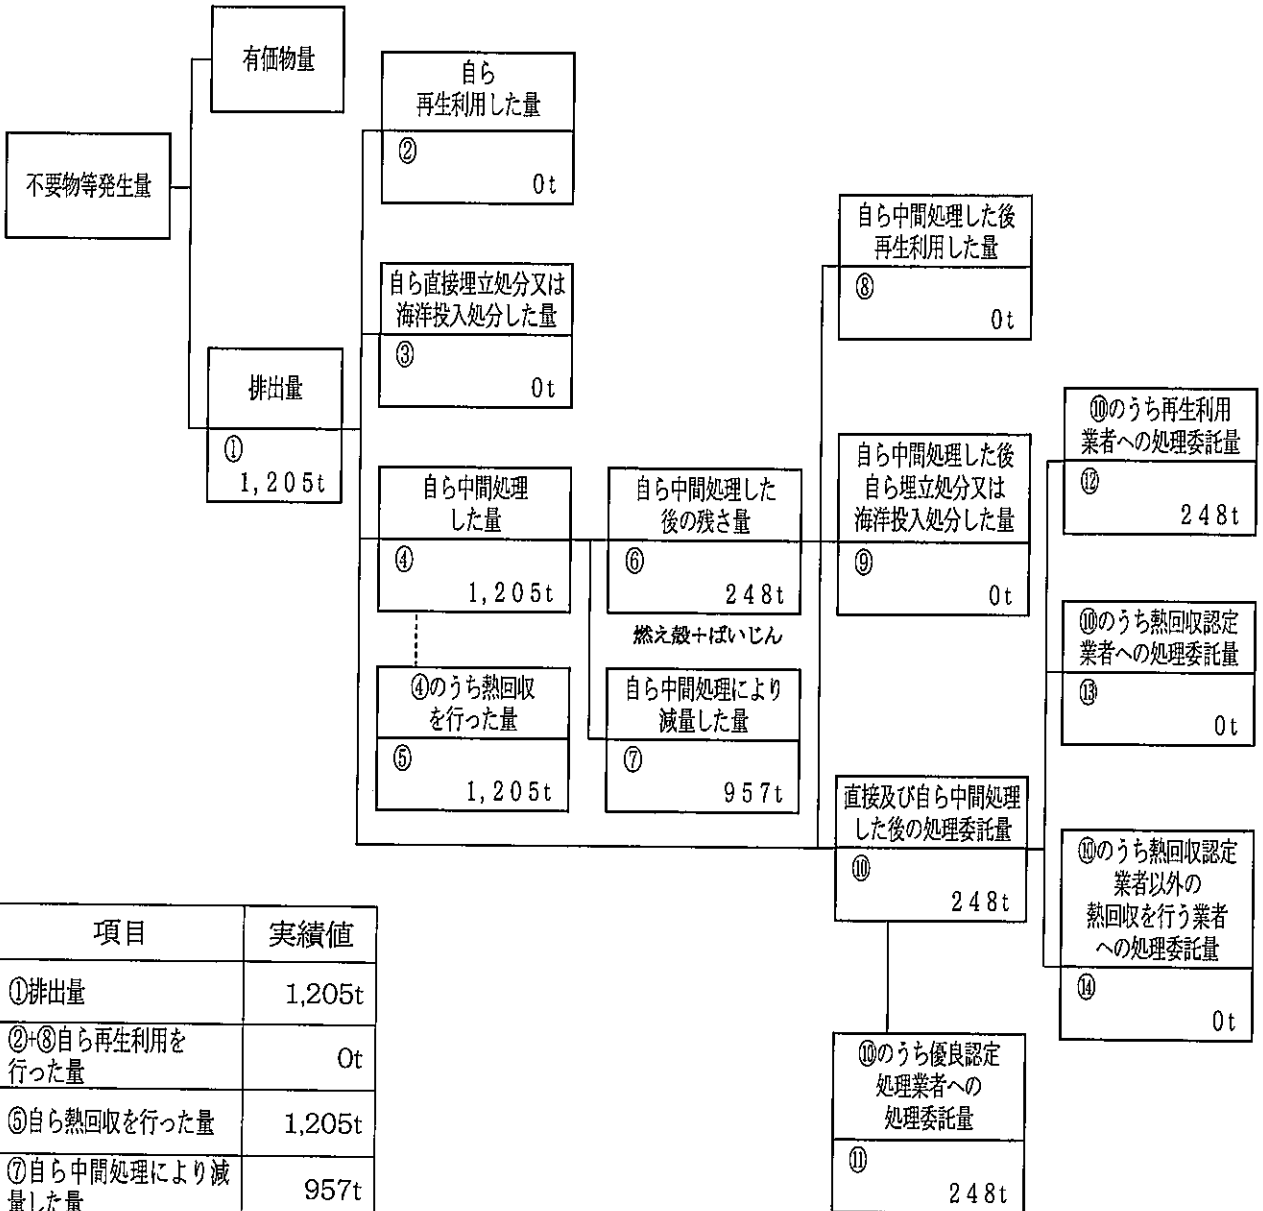 有価物量
不要物等発生量
排出量
①
1,205t
自ら
再生利用した量
②
0t
自ら直接埋立処分又は
海洋投入処分した量
③
0t
自ら中間処理
した量
④
1,205t
④のうち熱回収
を行った量
⑤
1,205t
自ら中間処理した
後の残さ量
⑥
248t
燃え殻+ばいじん
自ら中間処理により
減量した量
⑦
957t
自ら中間処理した後
再生利用した量
⑧
0t
自ら中間処理した後
自ら埋立処分又は
海洋投入処分した量
⑨
0t
直接及び自ら中間処理
した後の処理委託量
⑩
248t
⑩のうち優良認定
処理業者への
処理委託量
⑪
248t
⑩のうち再生利用
業者への処理委託量
⑫
248t
⑩のうち熱回収認定
業者への処理委託量
⑬
0t
⑩のうち熱回収認定
業者以外の
熱回収を行う業者
への処理委託量
⑭
0t
項目 実績値
①排出量 1,205t
②+⑧自ら再生利用を
行った量 0t
⑤自ら熱回収を行った量 1,205t
⑦自ら中間処理により減
量した量 957t